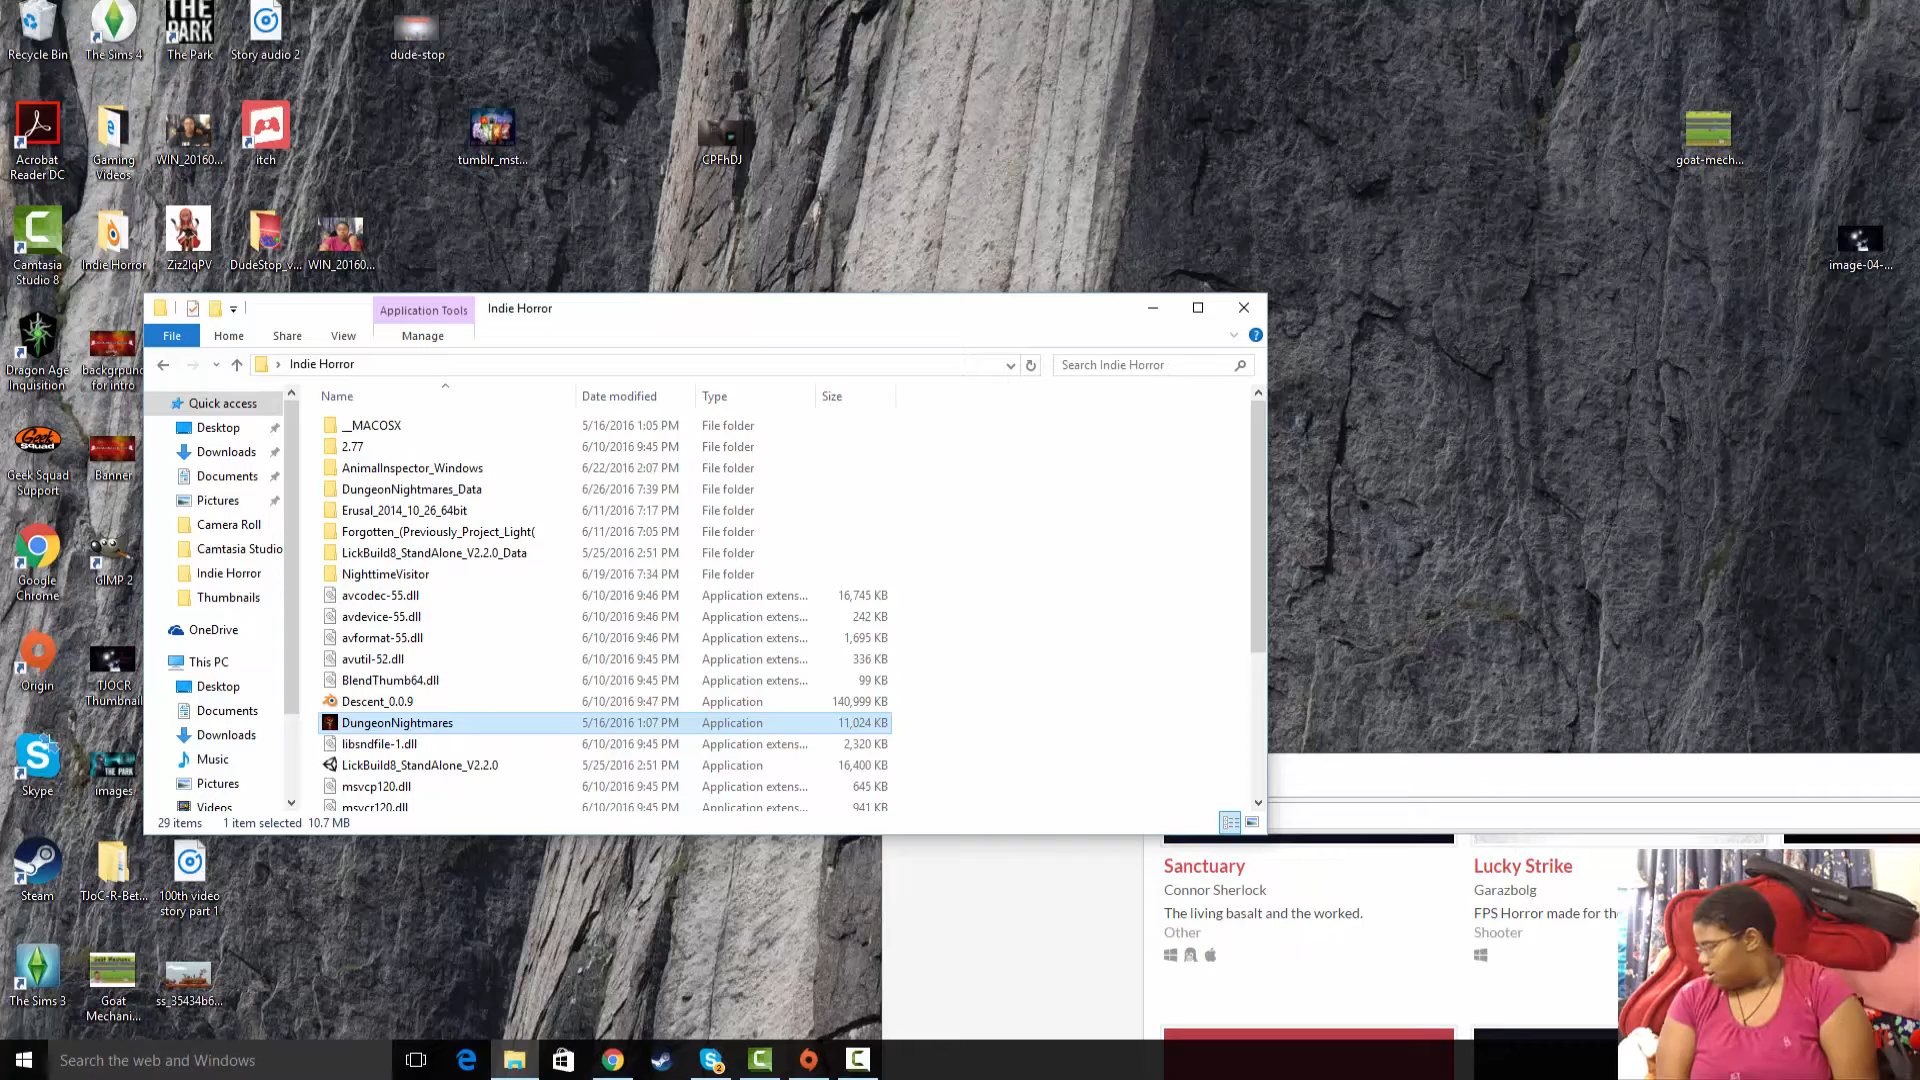 Recycle Bin
The Sims 4
THE PARK
The Park
Story audio 2
dude-stop
Acrobat Reader DC
Gaming Videos
WIN_20160...
itch
tumblr_mst...
CPFhDJ
goat-mech...
Camtasia Studio 8
Indie Horror
Ziz2IqPV
DudeStop_v...
WIN_20160...
image-04-...
Application Tools
Indie Horror
File
Home
Share
View
Manage
Indie Horror
Search Indie Horror
Name
Date modified
Type
Size
Quick access
Desktop
Downloads
Documents
Pictures
Camera Roll
Camtasia Studio
Indie Horror
Thumbnails
OneDrive
This PC
Desktop
Documents
Downloads
Music
Pictures
Videos
__MACOSX 5/16/2016 1:05 PM File folder
2.77 6/10/2016 9:45 PM File folder
AnimalInspector_Windows 6/22/2016 2:07 PM File folder
DungeonNightmares_Data 6/26/2016 7:39 PM File folder
Erusal_2014_10_26_64bit 6/11/2016 7:17 PM File folder
Forgotten_(Previously_Project_Light( 6/11/2016 7:05 PM File folder
LickBuild8_StandAlone_V2.2.0_Data 5/25/2016 2:51 PM File folder
NighttimeVisitor 6/19/2016 7:34 PM File folder
avcodec-55.dll 6/10/2016 9:46 PM Application extens... 16,745 KB
avdevice-55.dll 6/10/2016 9:46 PM Application extens... 242 KB
avformat-55.dll 6/10/2016 9:46 PM Application extens... 1,695 KB
avutil-52.dll 6/10/2016 9:45 PM Application extens... 336 KB
BlendThumb64.dll 6/10/2016 9:45 PM Application extens... 99 KB
Descent_0.0.9 6/10/2016 9:47 PM Application 140,999 KB
DungeonNightmares 5/16/2016 1:07 PM Application 11,024 KB
libsndfile-1.dll 6/10/2016 9:45 PM Application extens... 2,320 KB
LickBuild8_StandAlone_V2.2.0 5/25/2016 2:51 PM Application 16,400 KB
msvcp120.dll 6/10/2016 9:45 PM Application extens... 645 KB
msvcr120.dll 6/10/2016 9:45 PM Application extens... 941 KB
29 items 1 item selected 10.7 MB
Dragon Age Inquisition
backgrpund for intro
Geek Squad
Geek Squad Support
Banner
Google Chrome
GIMP 2
Origin
TJOCR Thumbnail
Skype
THE PARK
images
Steam
TJoC-R-Bet...
100th video story part 1
The Sims 3
Goat Mechani...
ss_35434b6...
Sanctuary
Connor Sherlock
The living basalt and the worked.
Other
Lucky Strike
Garazbolg
FPS Horror made for the
Shooter
Search the web and Windows
2